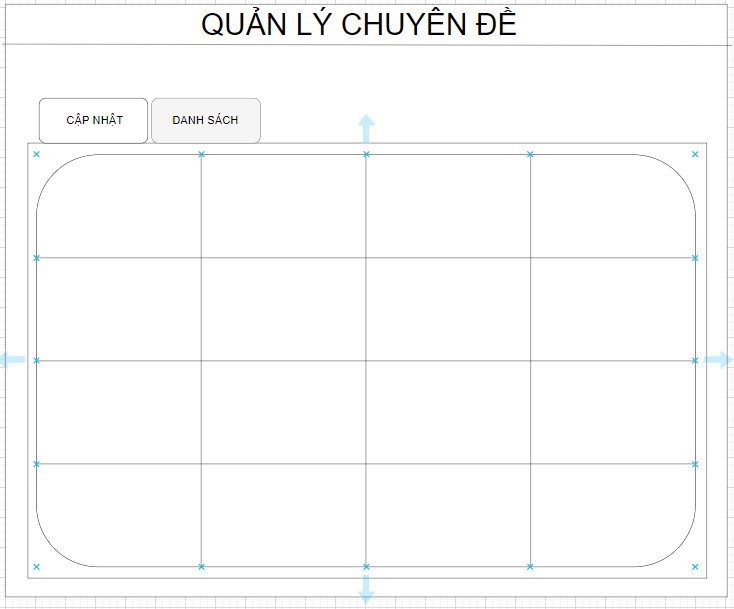 QUẢN LÝ CHUYÊN ĐỀ
CẬP NHẬT
DANH SÁCH